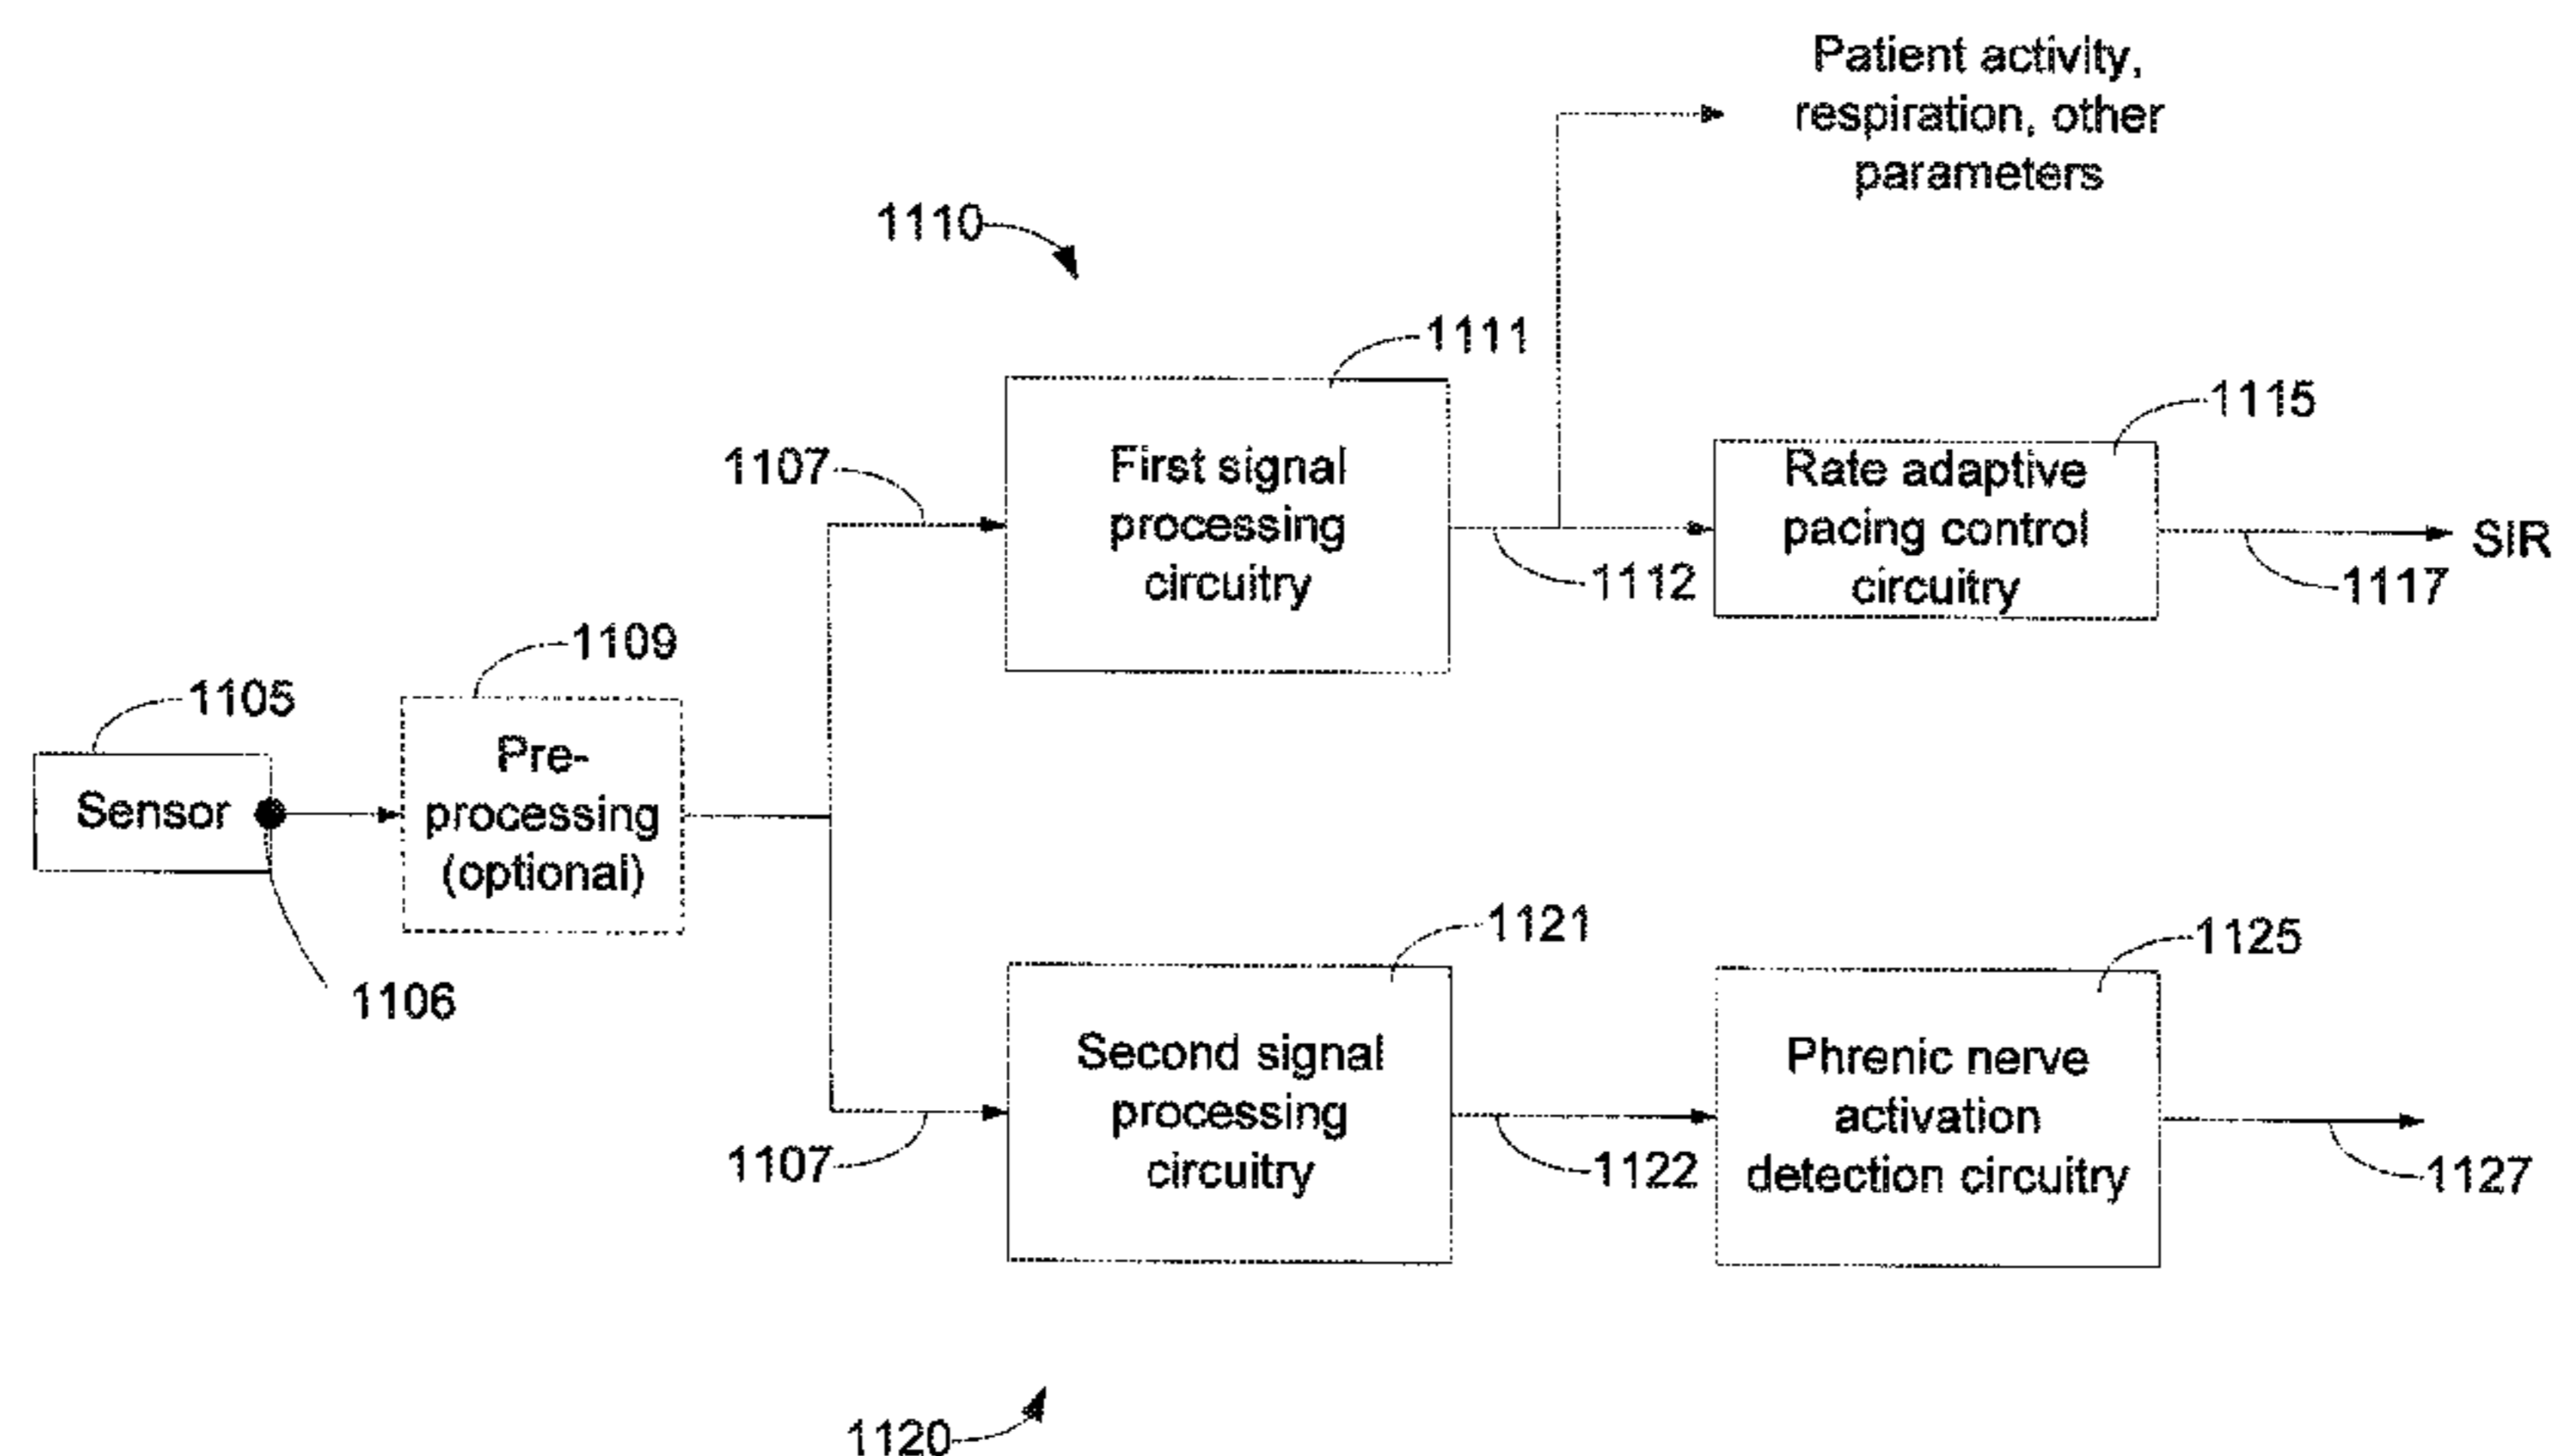 Patient activity,
respiration, other
parameters
1110
1111
1115
1107
First signal
processing
circuitry
Rate adaptive
pacing control
circuitry
SIR
1112
1117
1109
1105
Pre-
processing
(optional)
Sensor
1106
1121
1125
Second signal
processing
circuitry
Phrenic nerve
activation
detection circuitry
1107
1122
1127
1120